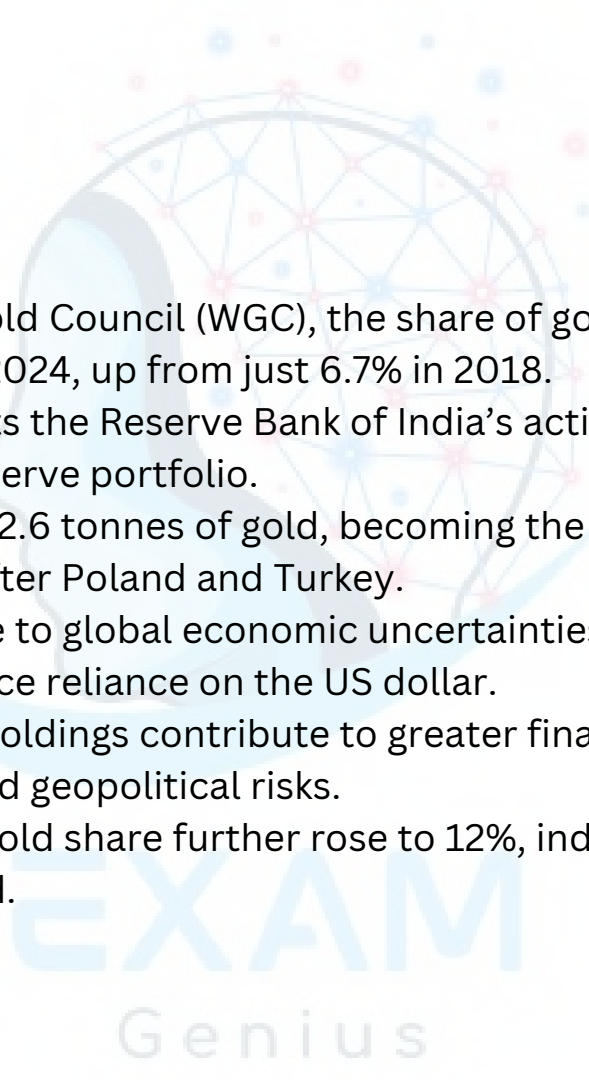 old Council (WGC), the share of go
2024, up from just 6.7% in 2018.
ts the Reserve Bank of India’s acti
erve portfolio.
2.6 tonnes of gold, becoming the
ter Poland and Turkey.
e to global economic uncertainties
ce reliance on the US dollar.
oldings contribute to greater fina
d geopolitical risks.
old share further rose to 12%, ind
d.
EXAM
Genius